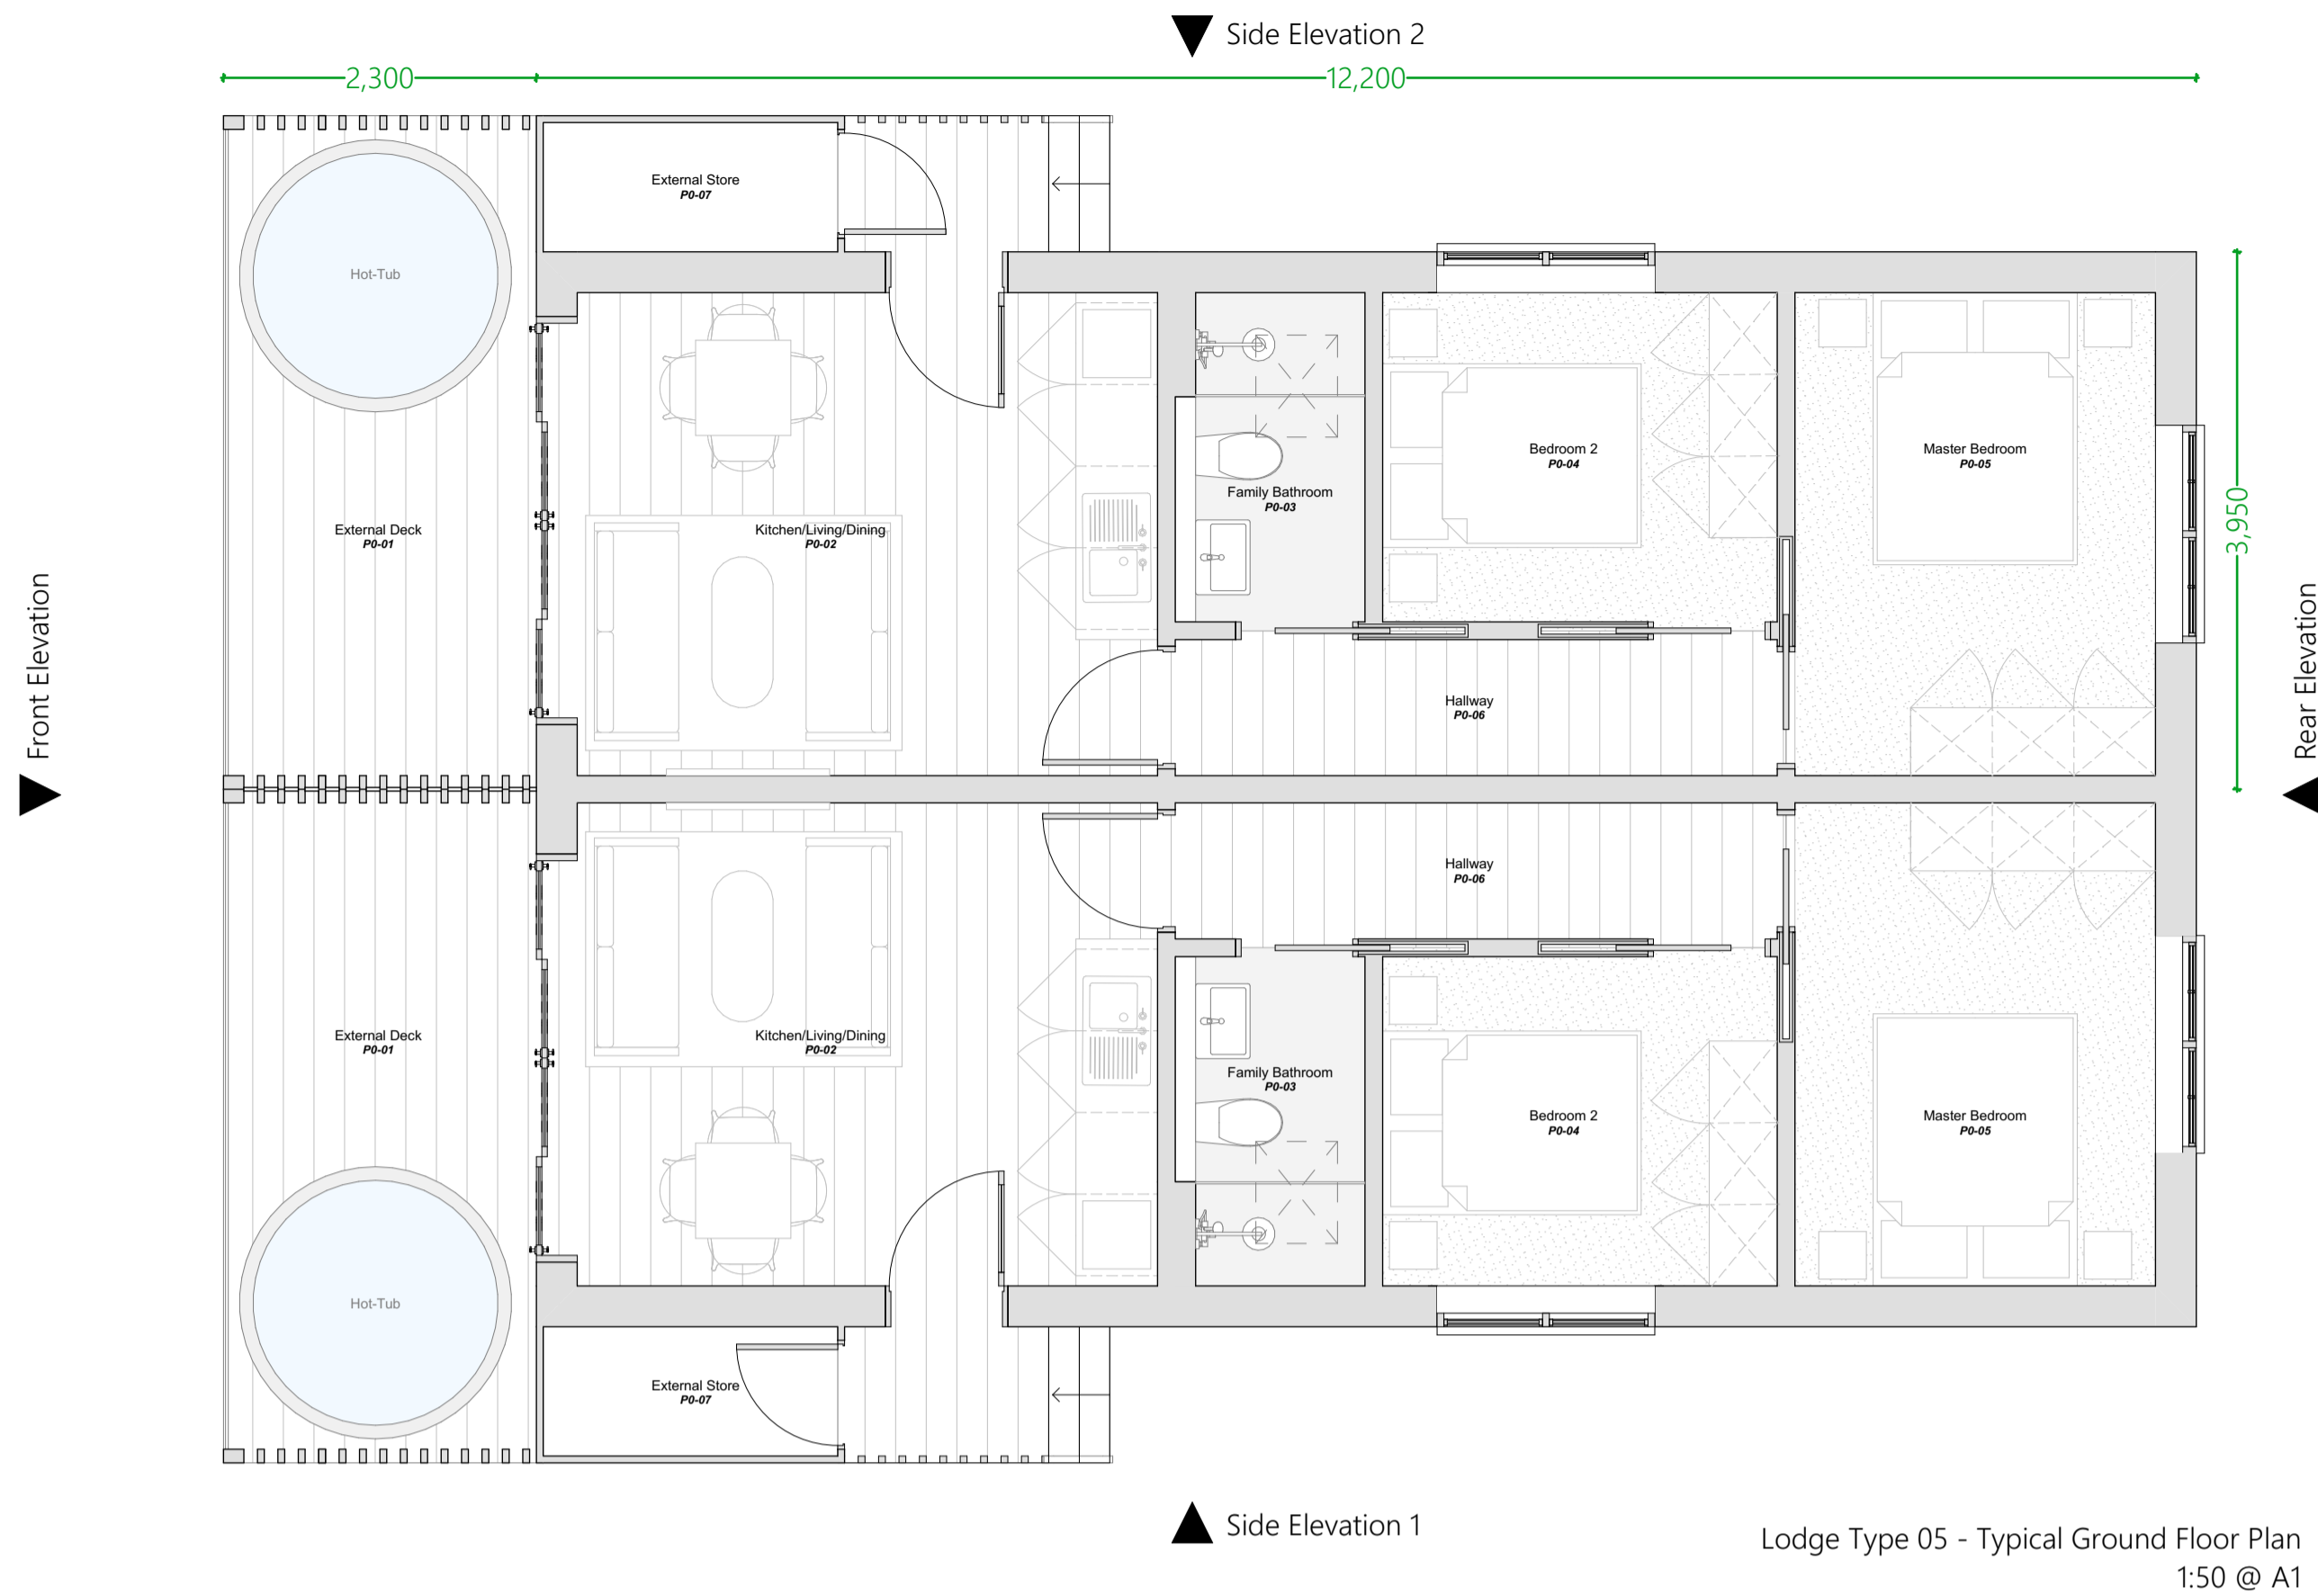 Side Elevation 2
2,300
12,200
External Store
P0-07
Hot-Tub
External Deck
P0-01
Kitchen/Living/Dining
P0-02
Family Bathroom
P0-03
Bedroom 2
P0-04
Master Bedroom
P0-05
3,950
Hallway
P0-06
Front Elevation
Rear Elevation
Hallway
P0-06
External Deck
P0-01
Kitchen/Living/Dining
P0-02
Family Bathroom
P0-03
Bedroom 2
P0-04
Master Bedroom
P0-05
Hot-Tub
External Store
P0-07
Side Elevation 1
Lodge Type 05 - Typical Ground Floor Plan
1:50 @ A1